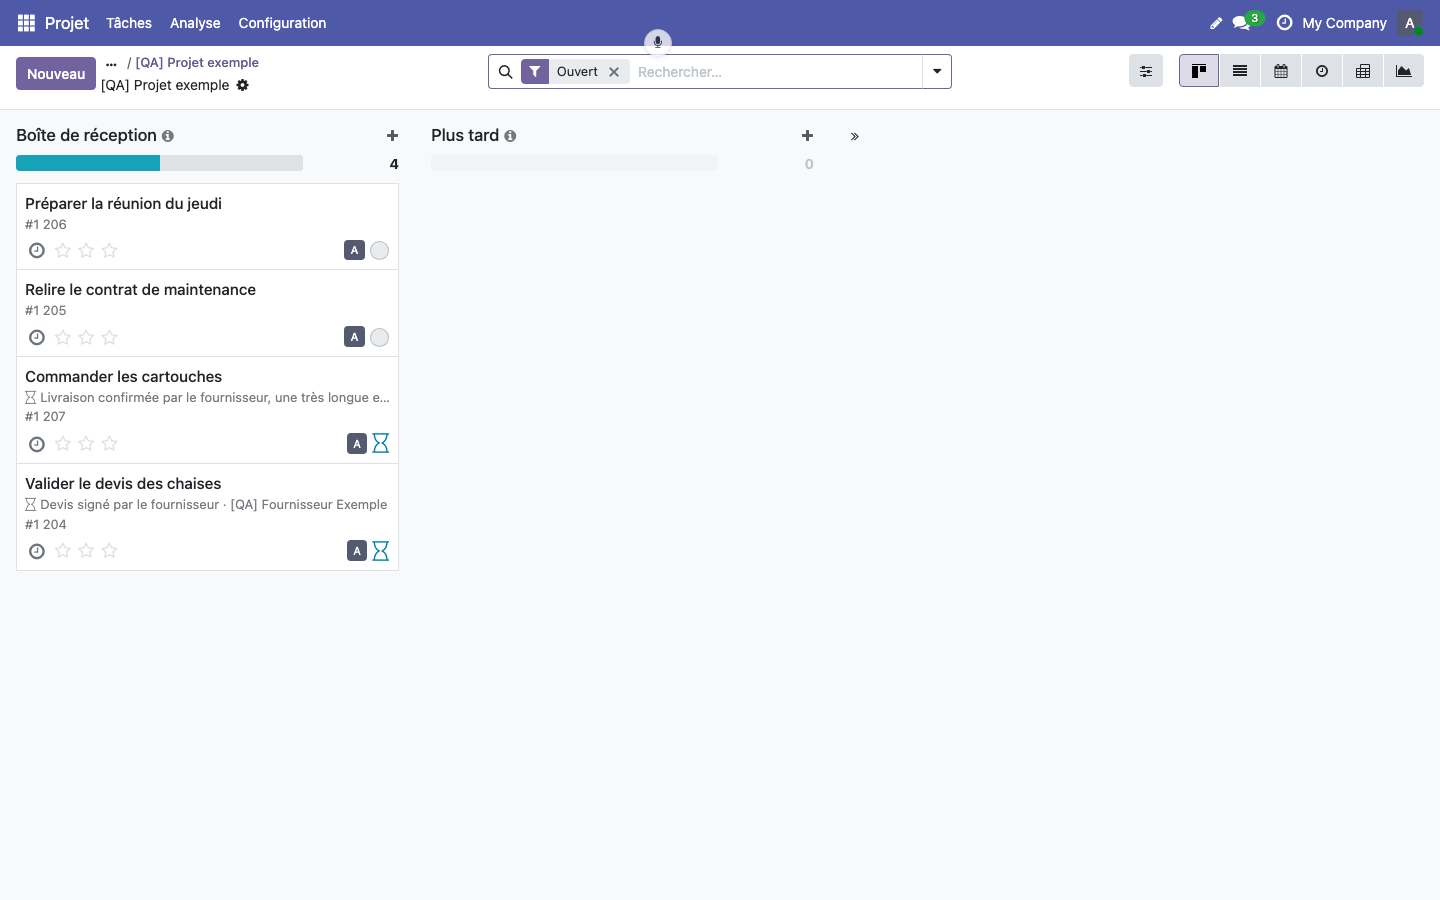 Projet Tâches Analyse Configuration 3 My Company A
Nouveau ... / [QA] Projet exemple
[QA] Projet exemple
Ouvert Rechercher...
Boîte de réception
4
Préparer la réunion du jeudi
#1 206
A
Relire le contrat de maintenance
#1 205
A
Commander les cartouches
Livraison confirmée par le fournisseur, une très longue e...
#1 207
A
Valider le devis des chaises
Devis signé par le fournisseur · [QA] Fournisseur Exemple
#1 204
A
Plus tard
0